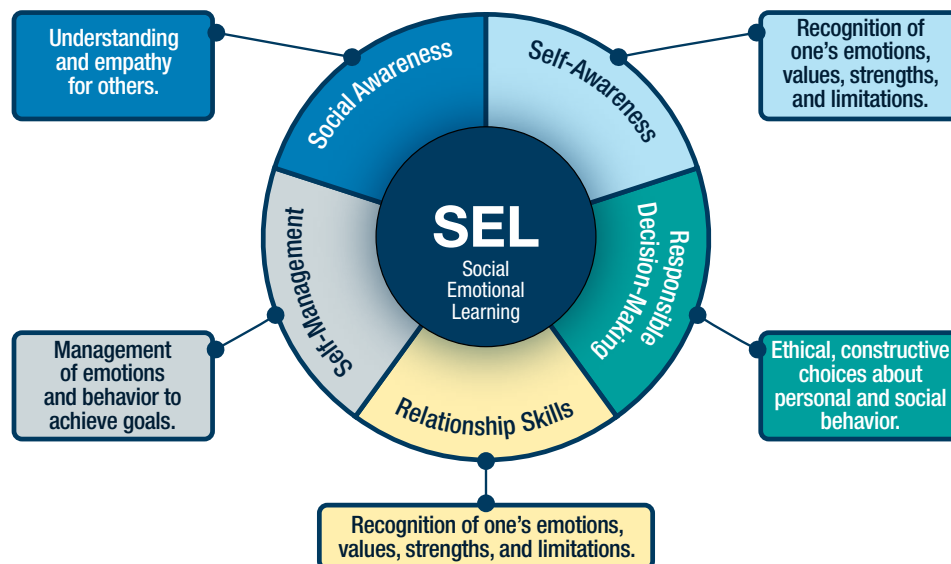 Understanding
and empathy
for others.
Social Awareness
Self-Awareness
Recognition of
one’s emotions,
values, strengths,
and limitations.
SEL
Social
Emotional
Learning
Self-Management
Responsible
Decision-Making
Management
of emotions
and behavior to
achieve goals.
Relationship Skills
Ethical, constructive
choices about
personal and social
behavior.
Recognition of one’s emotions,
values, strengths, and limitations.